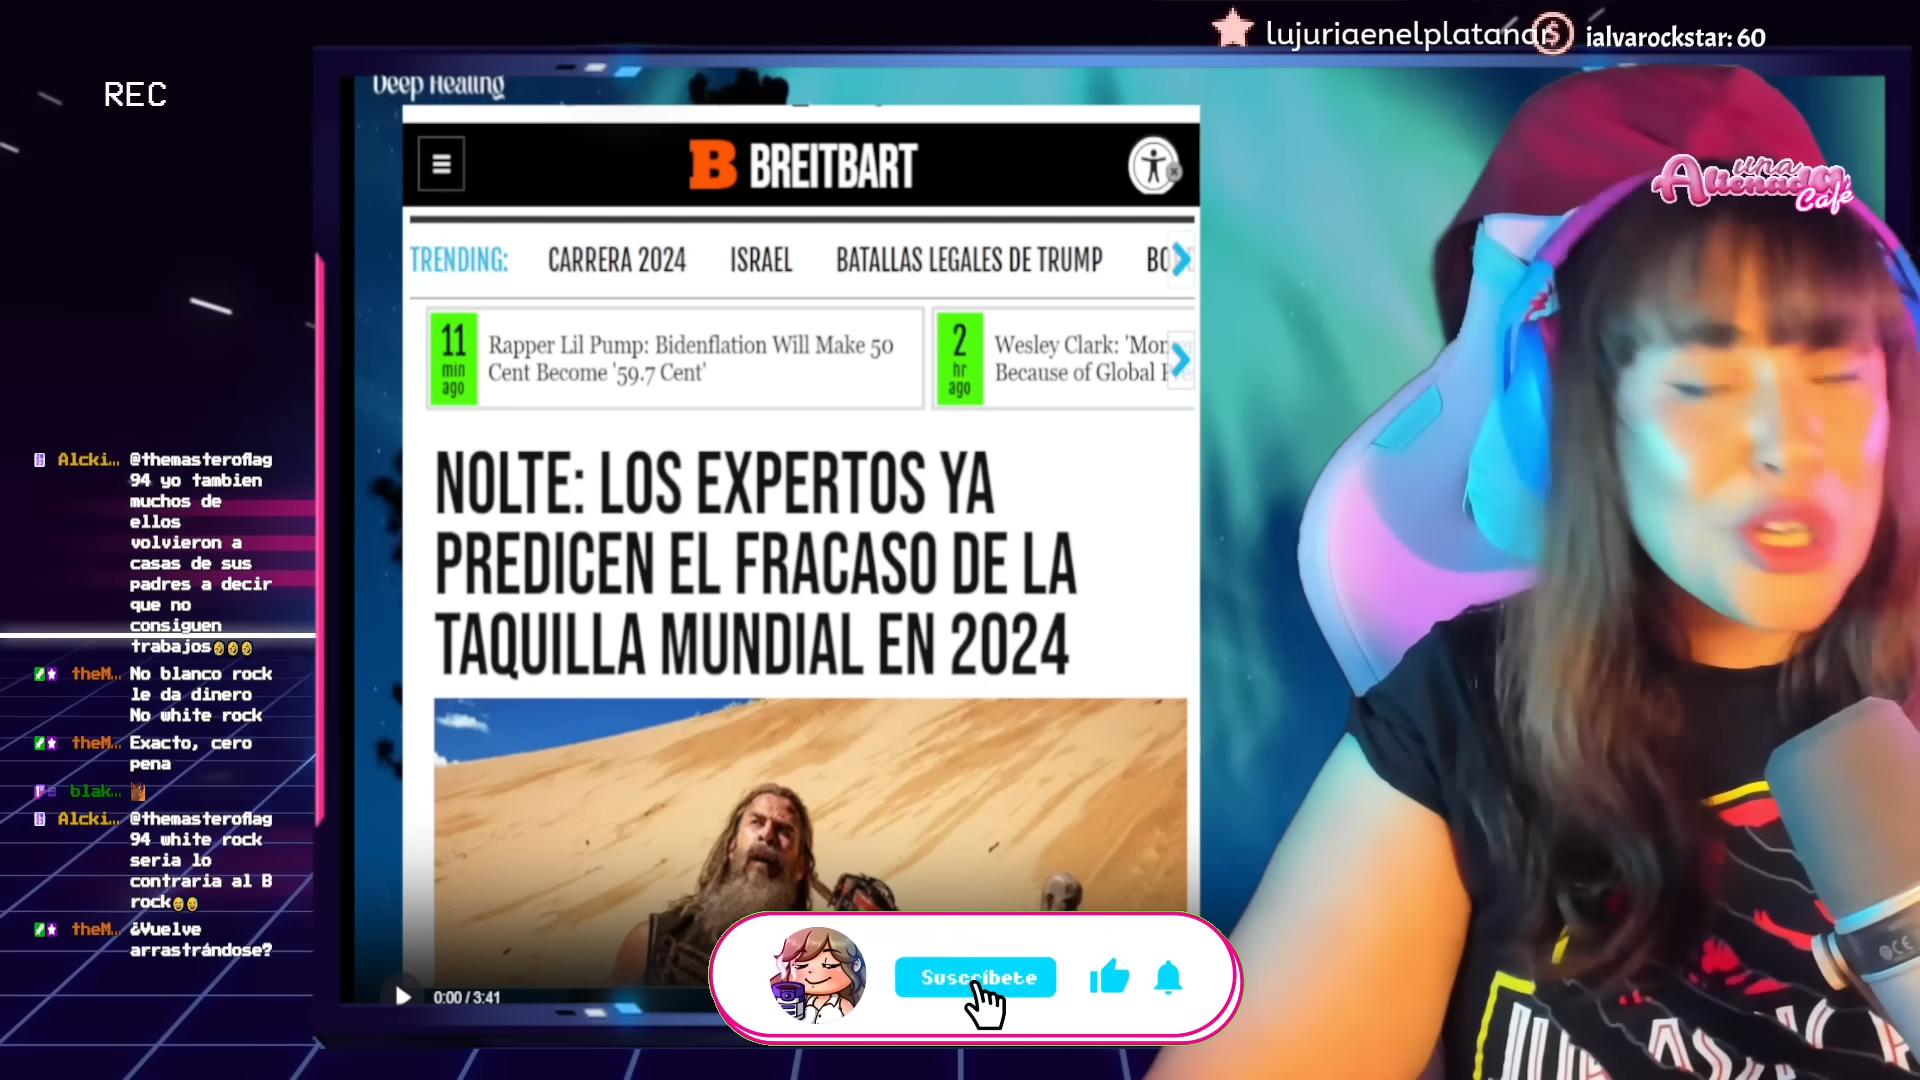 lujuriaenelplatanar
ialvarockstar: 60
REC
Deep Healing
BREITBART
una
Alienada
Café
TRENDING:
CARRERA 2024
ISRAEL
BATALLAS LEGALES DE TRUMP
11
min
ago
Rapper Lil Pump: Bidenflation Will Make 50
Cent Become '59.7 Cent'
2
hr
ago
Wesley Clark: 
Because of Global
NOLTE: LOS EXPERTOS YA
PREDICEN EL FRACASO DE LA
TAQUILLA MUNDIAL EN 2024
Alcki... @themasteroflag
94 yo tambien
muchos de
ellos
volvieron a
casas de sus
padres a decir
que no
consiguen
trabajos
theM... No blanco rock
le da dinero
No white rock
theM... Exacto, cero
pena
blak...
Alcki... @themasteroflag
94 white rock
seria lo
contraria al B
rock
theM... ¿Vuelve
arrastrándose?
0:00 / 3:41
Suscríbete